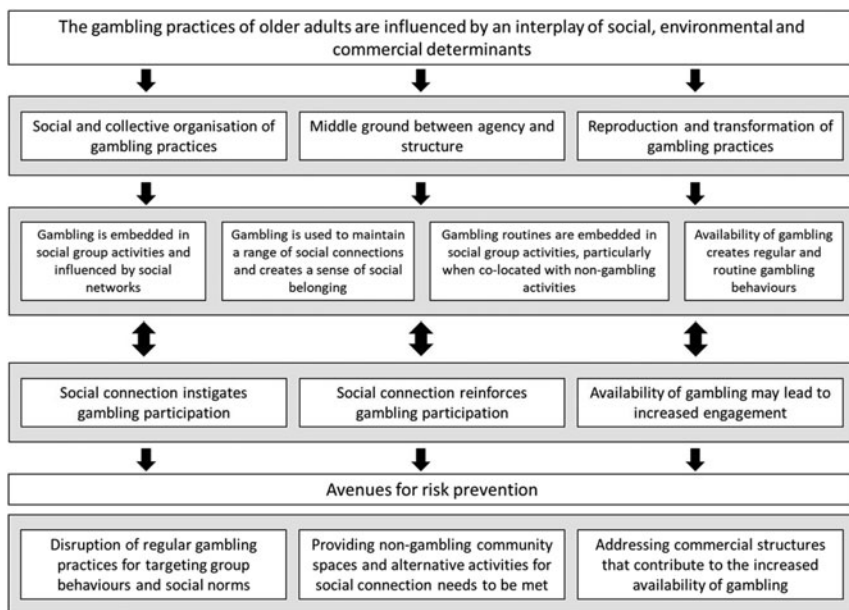 The gambling practices of older adults are influenced by an interplay of social, environmental and
commercial determinants
Social and collective organisation of
gambling practices
Middle ground between agency and
structure
Reproduction and transformation of
gambling practices
Gambling is embedded in
social group activities and
influenced by social
networks
Gambling is used to maintain
a range of social connections
and creates a sense of social
belonging
Gambling routines are embedded in
social group activities, particularly
when co-located with non-gambling
activities
Availability of gambling
creates regular and
routine gambling
behaviours
Social connection instigates
gambling participation
Social connection reinforces
gambling participation
Availability of gambling may lead to
increased engagement
Avenues for risk prevention
Disruption of regular gambling
practices for targeting group
behaviours and social norms
Providing non-gambling community
spaces and alternative activities for
social connection needs to be met
Addressing commercial structures
that contribute to the increased
availability of gambling